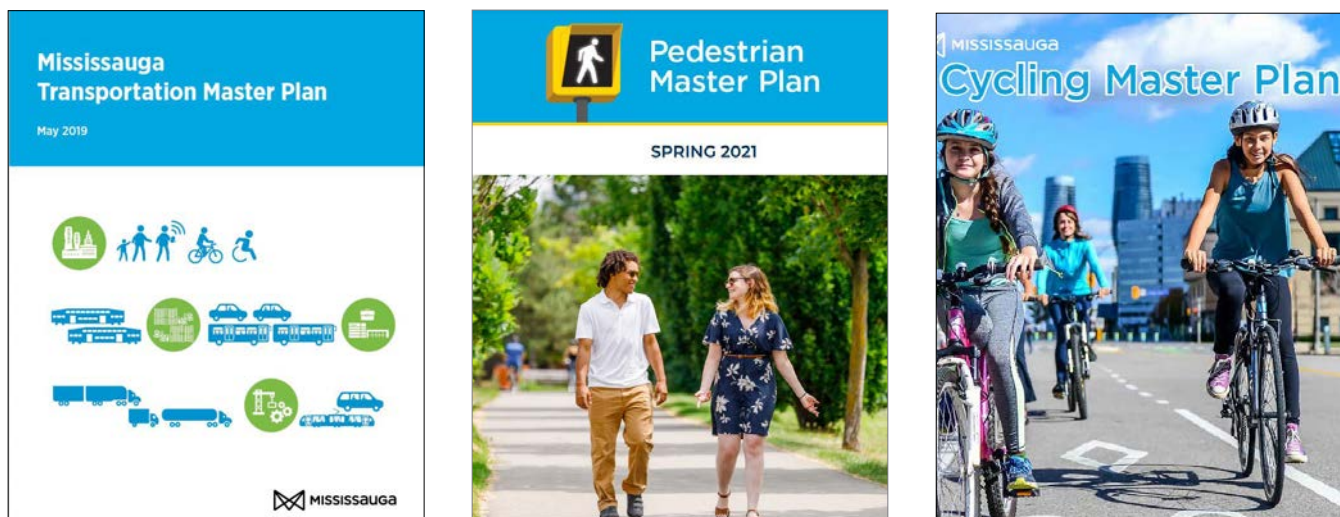 Mississauga
Transportation Master Plan
May 2019
MISSISSAUGA
Pedestrian
Master Plan
SPRING 2021
MISSISSAUGA
Cycling Master Plan